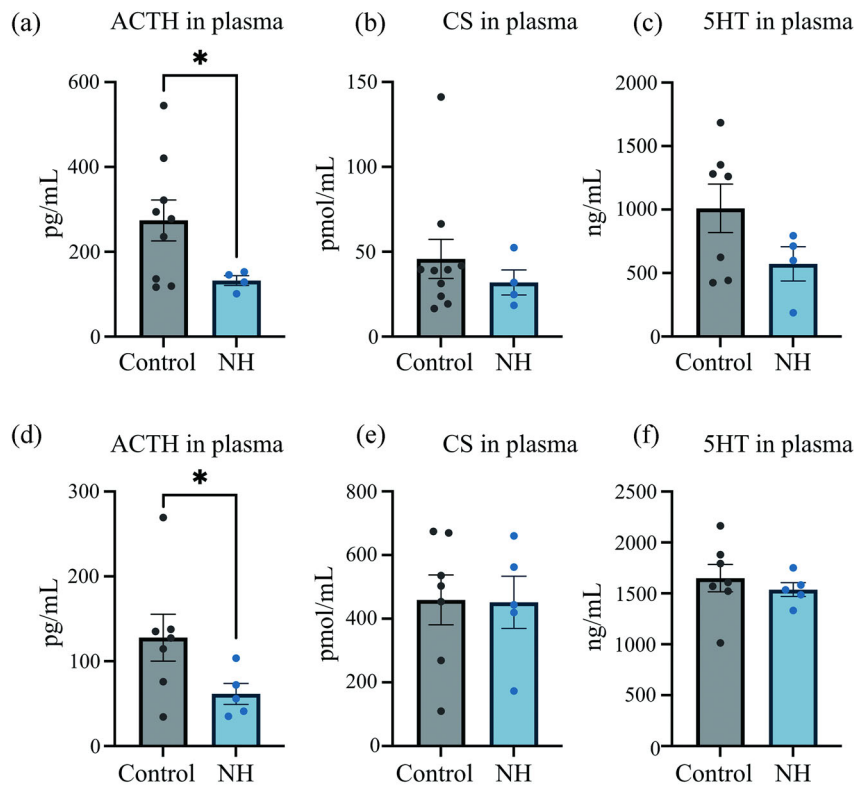 (a) ACTH in plasma
*
pg/mL
600
400
200
0
Control NH
(b) CS in plasma
pmol/mL
150
100
50
0
Control NH
(c) 5HT in plasma
ng/mL
2000
1500
1000
500
0
Control NH
(d) ACTH in plasma
*
pg/mL
300
200
100
0
Control NH
(e) CS in plasma
pmol/mL
800
600
400
200
0
Control NH
(f) 5HT in plasma
ng/mL
2500
2000
1500
1000
500
0
Control NH